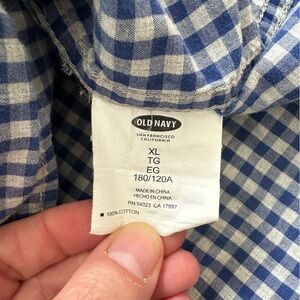 OLD NAVY
SAN FRANCISCO
CALIFORNIA
XL
TG
EG
180/120A
MADE IN CHINA
HECHO EN CHINA
RN 54023 CA 17897
■ 100% COTTON